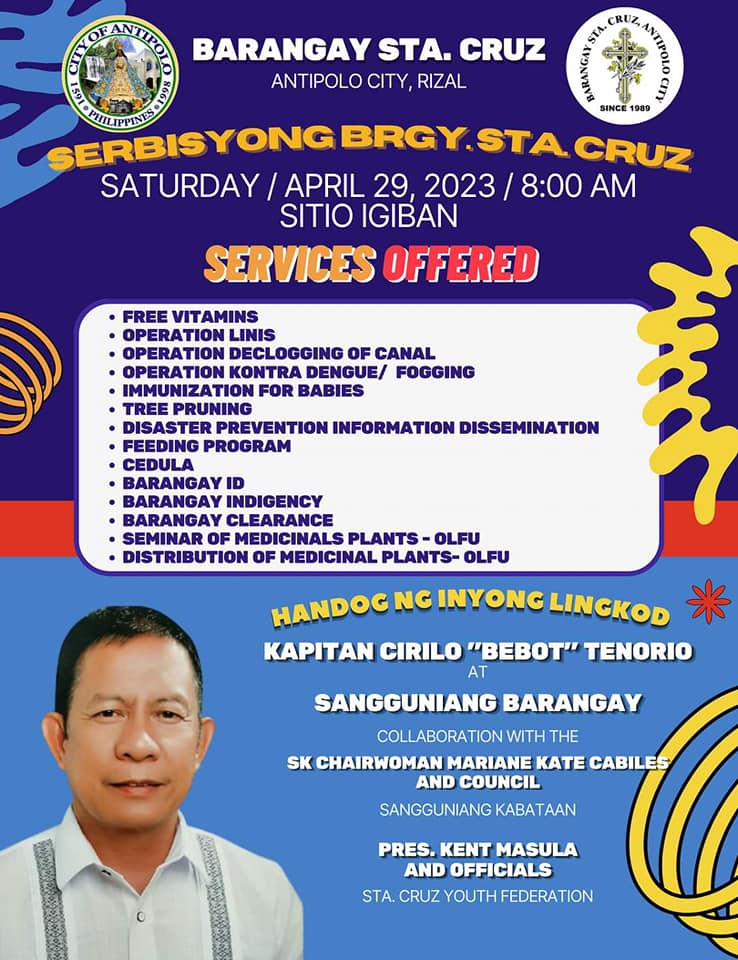 CITY OF ANTIPOLO
1591 • PHILIPPINES • 1998
BARANGAY STA. CRUZ
ANTIPOLO CITY, RIZAL
BARANGAY STA. CRUZ, ANTIPOLO CITY
SINCE 1989
SERBISYONG BRGY. STA. CRUZ
SATURDAY / APRIL 29, 2023 / 8:00 AM
SITIO IGIBAN
SERVICES OFFERED
• FREE VITAMINS
• OPERATION LINIS
• OPERATION DECLOGGING OF CANAL
• OPERATION KONTRA DENGUE/ FOGGING
• IMMUNIZATION FOR BABIES
• TREE PRUNING
• DISASTER PREVENTION INFORMATION DISSEMINATION
• FEEDING PROGRAM
• CEDULA
• BARANGAY ID
• BARANGAY INDIGENCY
• BARANGAY CLEARANCE
• SEMINAR OF MEDICINALS PLANTS - OLFU
• DISTRIBUTION OF MEDICINAL PLANTS- OLFU
HANDOG NG INYONG LINGKOD
KAPITAN CIRILO "BEBOT" TENORIO
AT
SANGGUNIANG BARANGAY
COLLABORATION WITH THE
SK CHAIRWOMAN MARIANE KATE CABILES
AND COUNCIL
SANGGUNIANG KABATAAN
PRES. KENT MASULA
AND OFFICIALS
STA. CRUZ YOUTH FEDERATION